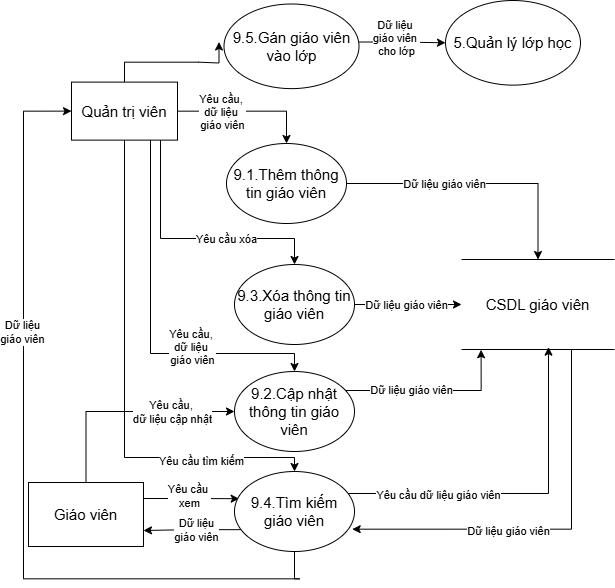 9.5.Gán giáo viên
vào lớp
Dữ liệu
giáo viên
cho lớp
5.Quản lý lớp học
Quản trị viên
Yêu cầu,
dữ liệu
giáo viên
9.1.Thêm thông
tin giáo viên
Dữ liệu giáo viên
Yêu cầu xóa
9.3.Xóa thông tin
giáo viên
Dữ liệu giáo viên
CSDL giáo viên
Dữ liệu
giáo viên
Yêu cầu,
dữ liệu
giáo viên
9.2.Cập nhật
thông tin giáo
viên
Dữ liệu giáo viên
Yêu cầu,
dữ liệu cập nhật
Yêu cầu tìm kiếm
Giáo viên
Yêu cầu
xem
Dữ liệu
giáo viên
9.4.Tìm kiếm
giáo viên
Yêu cầu dữ liệu giáo viên
Dữ liệu giáo viên